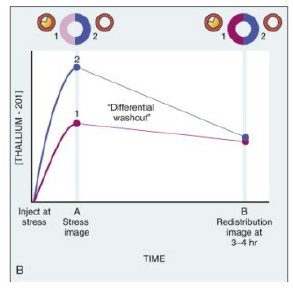 1 2
1 2
[THALLIUM - 201]
2
1
"Differential
washout"
Inject at
stress
A
Stress
image
B
Redistribution
image at
3–4 hr
TIME
B